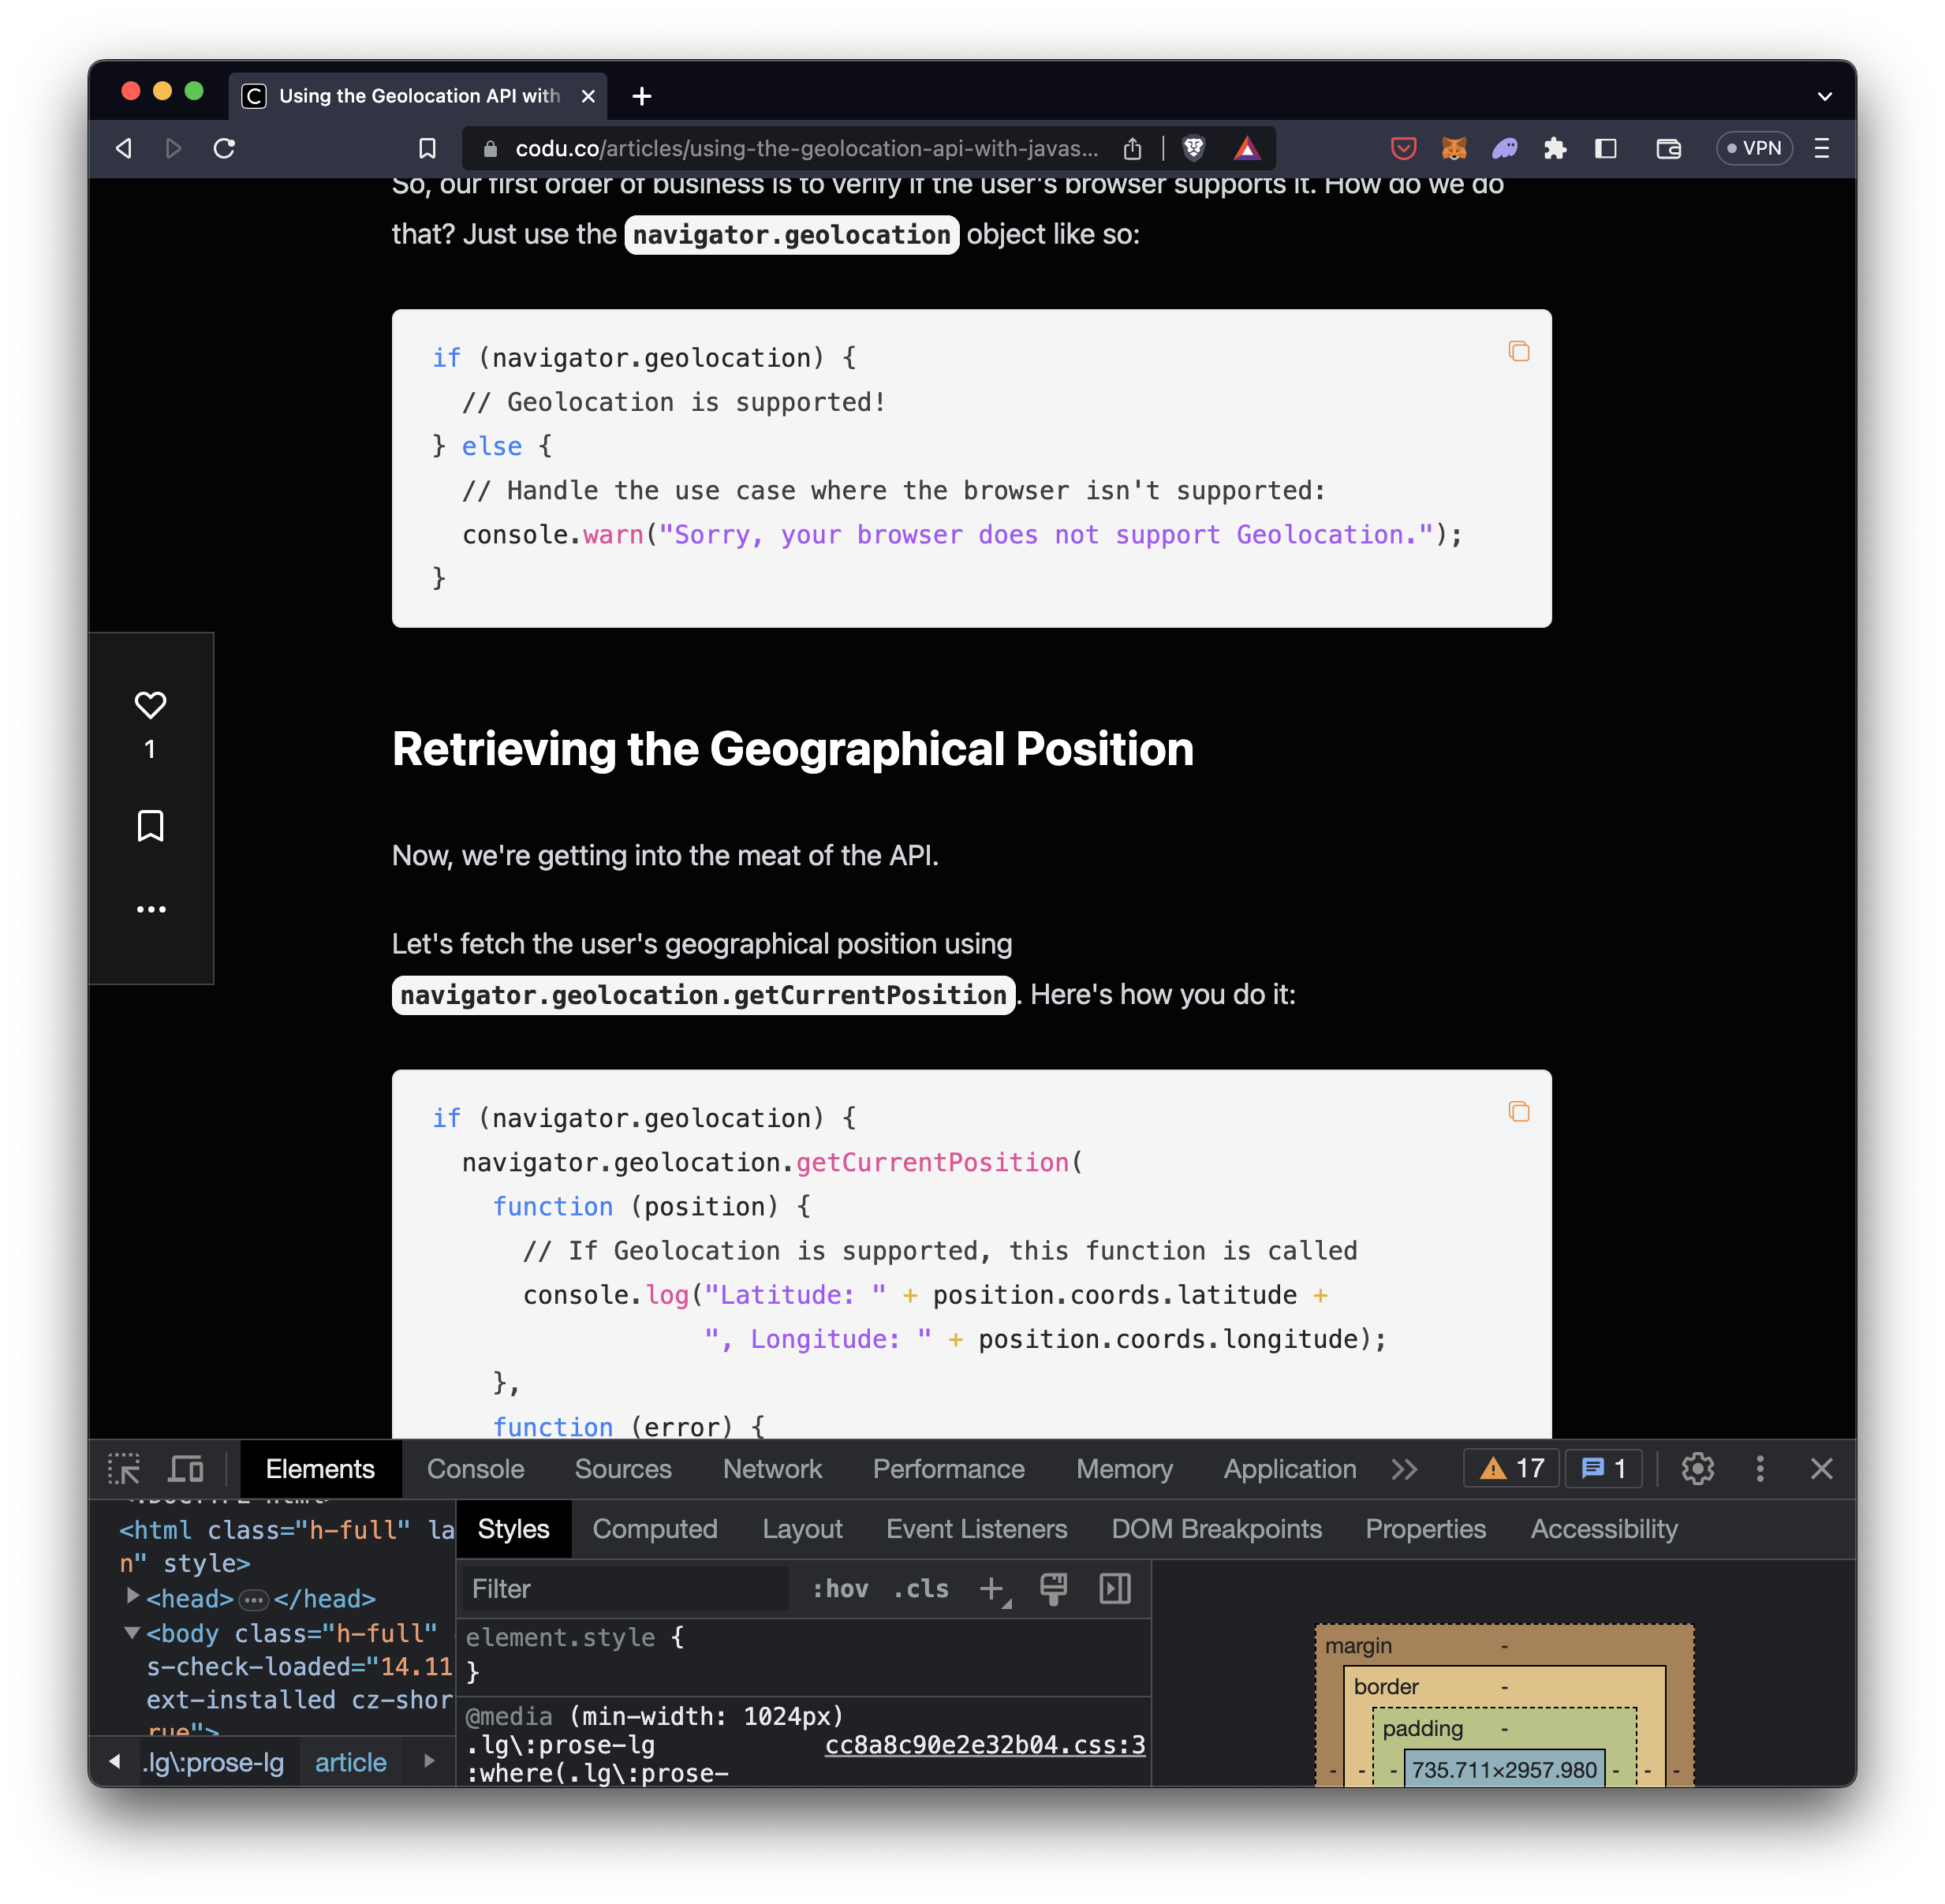 Using the Geolocation API with
codu.co/articles/using-the-geolocation-api-with-javas...
VPN
So, our first order of business is to verify if the user's browser supports it. How do we do
that? Just use the navigator.geolocation object like so:
if (navigator.geolocation) {
  // Geolocation is supported!
} else {
  // Handle the use case where the browser isn't supported:
  console.warn("Sorry, your browser does not support Geolocation.");
}
1
Retrieving the Geographical Position
Now, we're getting into the meat of the API.
Let's fetch the user's geographical position using
navigator.geolocation.getCurrentPosition. Here's how you do it:
if (navigator.geolocation) {
  navigator.geolocation.getCurrentPosition(
    function (position) {
      // If Geolocation is supported, this function is called
      console.log("Latitude: " + position.coords.latitude +
                  ", Longitude: " + position.coords.longitude);
    },
    function (error) {
Elements Console Sources Network Performance Memory Application 17 1
<!DOCTYPE html>
<html class="h-full" la
n" style>
<head>···</head>
<body class="h-full"
s-check-loaded="14.11
ext-installed cz-shor
rue">
.lg\:prose-lg article
Styles Computed Layout Event Listeners DOM Breakpoints Properties Accessibility
Filter :hov .cls
element.style {
}
@media (min-width: 1024px)
.lg\:prose-lg cc8a8c90e2e32b04.css:3
:where(.lg\:prose-
margin -
border -
padding -
- - - 735.711×2957.980 - - -